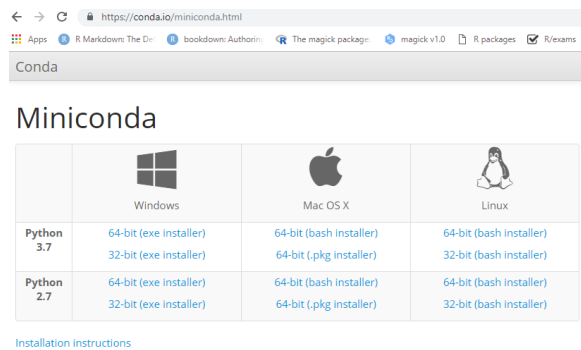 https://conda.io/miniconda.html
Apps R Markdown: The De bookdown: Authorin The magick package magick v1.0 R packages R/exams
Conda
Miniconda
Windows Mac OS X Linux
Python 3.7 64-bit (exe installer) 64-bit (bash installer) 64-bit (bash installer)
32-bit (exe installer) 64-bit (.pkg installer) 32-bit (bash installer)
Python 2.7 64-bit (exe installer) 64-bit (bash installer) 64-bit (bash installer)
32-bit (exe installer) 64-bit (.pkg installer) 32-bit (bash installer)
Installation instructions